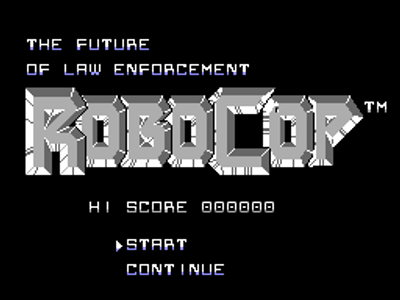 THE FUTURE
OF LAW ENFORCEMENT
ROBOCOP™
HI SCORE 000000
START
CONTINUE